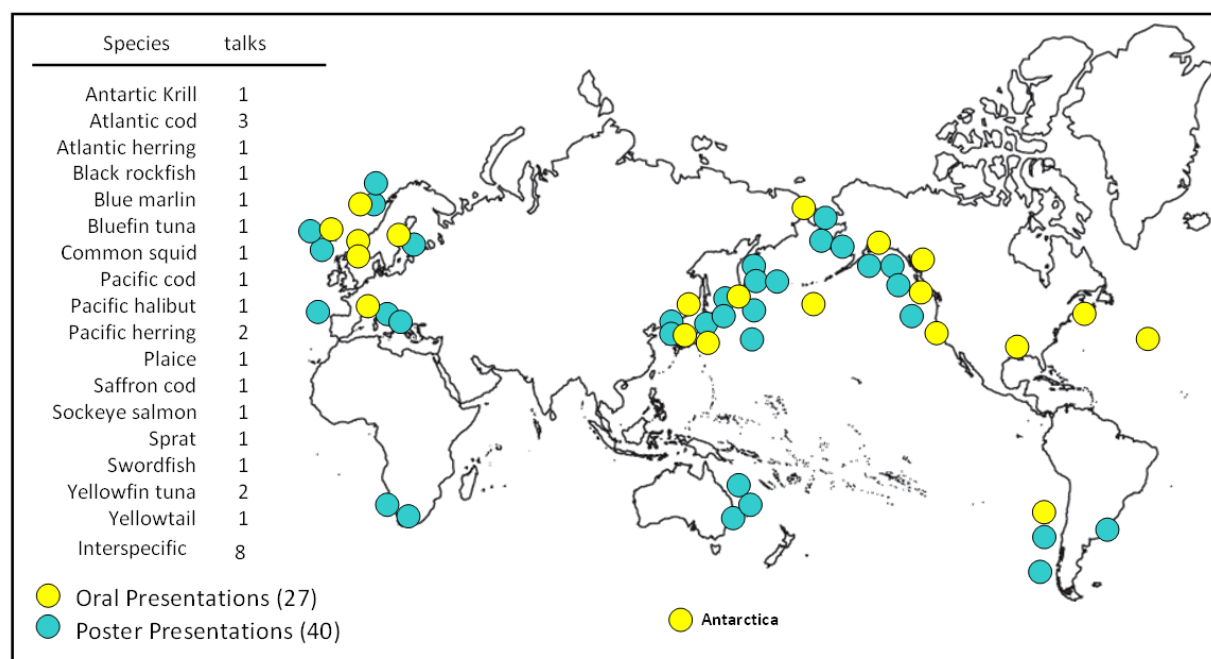 Species talks
Antartic Krill 1
Atlantic cod 3
Atlantic herring 1
Black rockfish 1
Blue marlin 1
Bluefin tuna 1
Common squid 1
Pacific cod 1
Pacific halibut 1
Pacific herring 2
Plaice 1
Saffron cod 1
Sockeye salmon 1
Sprat 1
Swordfish 1
Yellowfin tuna 2
Yellowtail 1
Interspecific 8
Oral Presentations (27)
Poster Presentations (40)
Antarctica